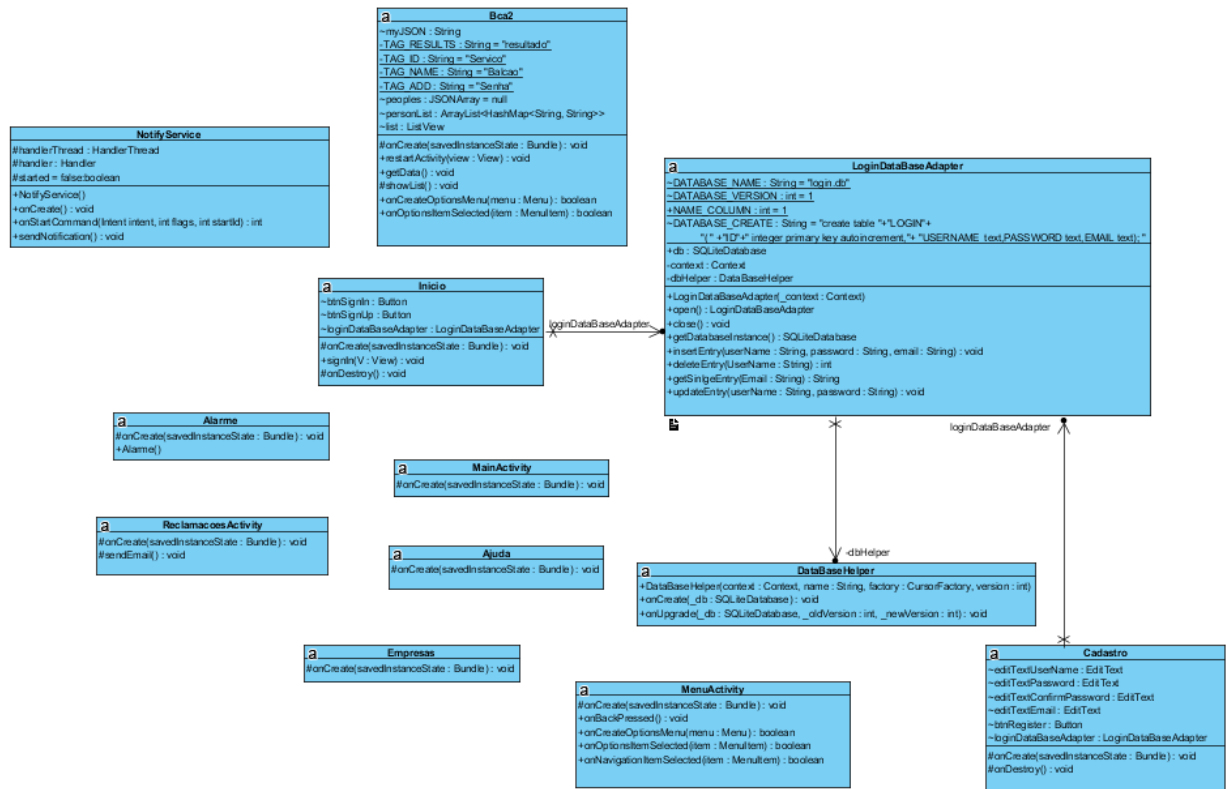 a
Bca2
~myJSON : String
-TAG_RESULTS : String = "resultado"
-TAG_ID : String = "Servico"
-TAG_NAME : String = "Balcao"
-TAG_ADD : String = "Senha"
~peoples : JSONArray = null
~personList : ArrayList<HashMap<String, String>>
~list : ListView
#onCreate(savedInstanceState : Bundle) : void
+restartActivity(view : View) : void
+getData() : void
#showList() : void
+onCreateOptionsMenu(menu : Menu) : boolean
+onOptionsItemSelected(item : MenuItem) : boolean
NotifyService
#handlerThread : HandlerThread
#handler : Handler
#started = false:boolean
+NotifyService()
+onCreate() : void
+onStartCommand(Intent intent, int flags, int startId) : int
+sendNotification() : void
a
LoginDataBaseAdapter
~DATABASE_NAME : String = "login.db"
~DATABASE_VERSION : int = 1
+NAME_COLUMN : int = 1
~DATABASE_CREATE : String = "create table "+"LOGIN"+
"( " +"ID"+" integer primary key autoincrement,"+ "USERNAME text,PASSWORD text,EMAIL text); "
+db : SQLiteDatabase
-context : Context
-dbHelper : DataBaseHelper
+LoginDataBaseAdapter(_context : Context)
+open() : LoginDataBaseAdapter
+close() : void
+getDatabaseInstance() : SQLiteDatabase
+insertEntry(userName : String, password : String, email : String) : void
+deleteEntry(UserName : String) : int
+getSinlgeEntry(Email : String) : String
+updateEntry(userName : String, password : String) : void
a
Inicio
~btnSignIn : Button
~btnSignUp : Button
~loginDataBaseAdapter : LoginDataBaseAdapter
#onCreate(savedInstanceState : Bundle) : void
+signIn(V : View) : void
#onDestroy() : void
loginDataBaseAdapter
a
Alarme
#onCreate(savedInstanceState : Bundle) : void
+Alarme()
loginDataBaseAdapter
a
MainActivity
#onCreate(savedInstanceState : Bundle) : void
a
ReclamacoesActivity
#onCreate(savedInstanceState : Bundle) : void
#sendEmail() : void
a
Ajuda
#onCreate(savedInstanceState : Bundle) : void
-dbHelper
a
DataBaseHelper
+DataBaseHelper(context : Context, name : String, factory : CursorFactory, version : int)
+onCreate(_db : SQLiteDatabase) : void
+onUpgrade(_db : SQLiteDatabase, _oldVersion : int, _newVersion : int) : void
a
Empresas
#onCreate(savedInstanceState : Bundle) : void
a
Cadastro
~editTextUserName : EditText
~editTextPassword : EditText
~editTextConfirmPassword : EditText
~editTextEmail : EditText
~btnRegister : Button
~loginDataBaseAdapter : LoginDataBaseAdapter
#onCreate(savedInstanceState : Bundle) : void
#onDestroy() : void
a
MenuActivity
#onCreate(savedInstanceState : Bundle) : void
+onBackPressed() : void
+onCreateOptionsMenu(menu : Menu) : boolean
+onOptionsItemSelected(item : MenuItem) : boolean
+onNavigationItemSelected(item : MenuItem) : boolean